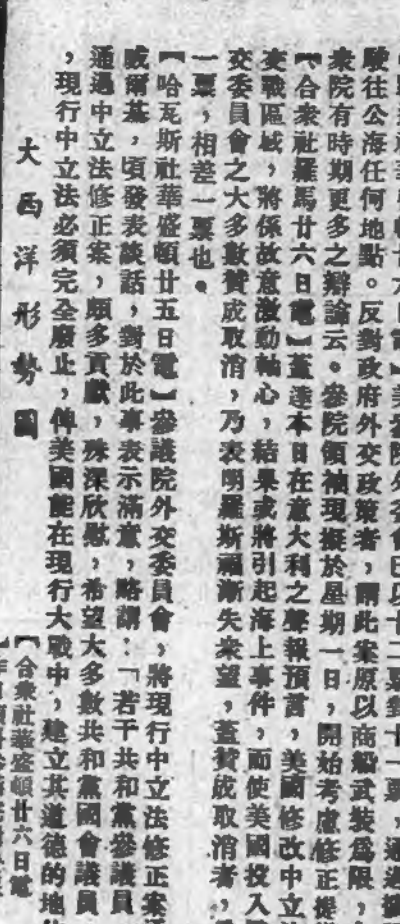 十二票對十一票,通過
駛往公海任何地點。反對政府外交政策者,謂此案原以商船武裝爲限,
衆院有時期更多之辯論云。參院領袖現擬於星期一日,開始考慮修正
【合衆社羅馬廿六日電】蓋達本日在意大利之聲報預言,美國修改中立
交戰區域,將係故意激動軸心,結果或將引起海上事件,而使美國投入
交委員會之大多數贊成取消,乃表明羅斯福漸失衆望,蓋贊成取消者,
一票,相差一票也。
【哈瓦斯社華盛頓廿五日電】參議院外交委員會,將現行中立法修正案
威爾基,頃發表談話,對於此事表示滿意,略謂:「若干共和黨參議員
通過中立法修正案,頗多貢獻,殊深欣慰,希望大多數共和黨國會議員
,現行中立法必須完全廢止,俾美國能在現行大戰中,建立其道德的地
大西洋形勢圖
【合衆社華盛頓廿六日電